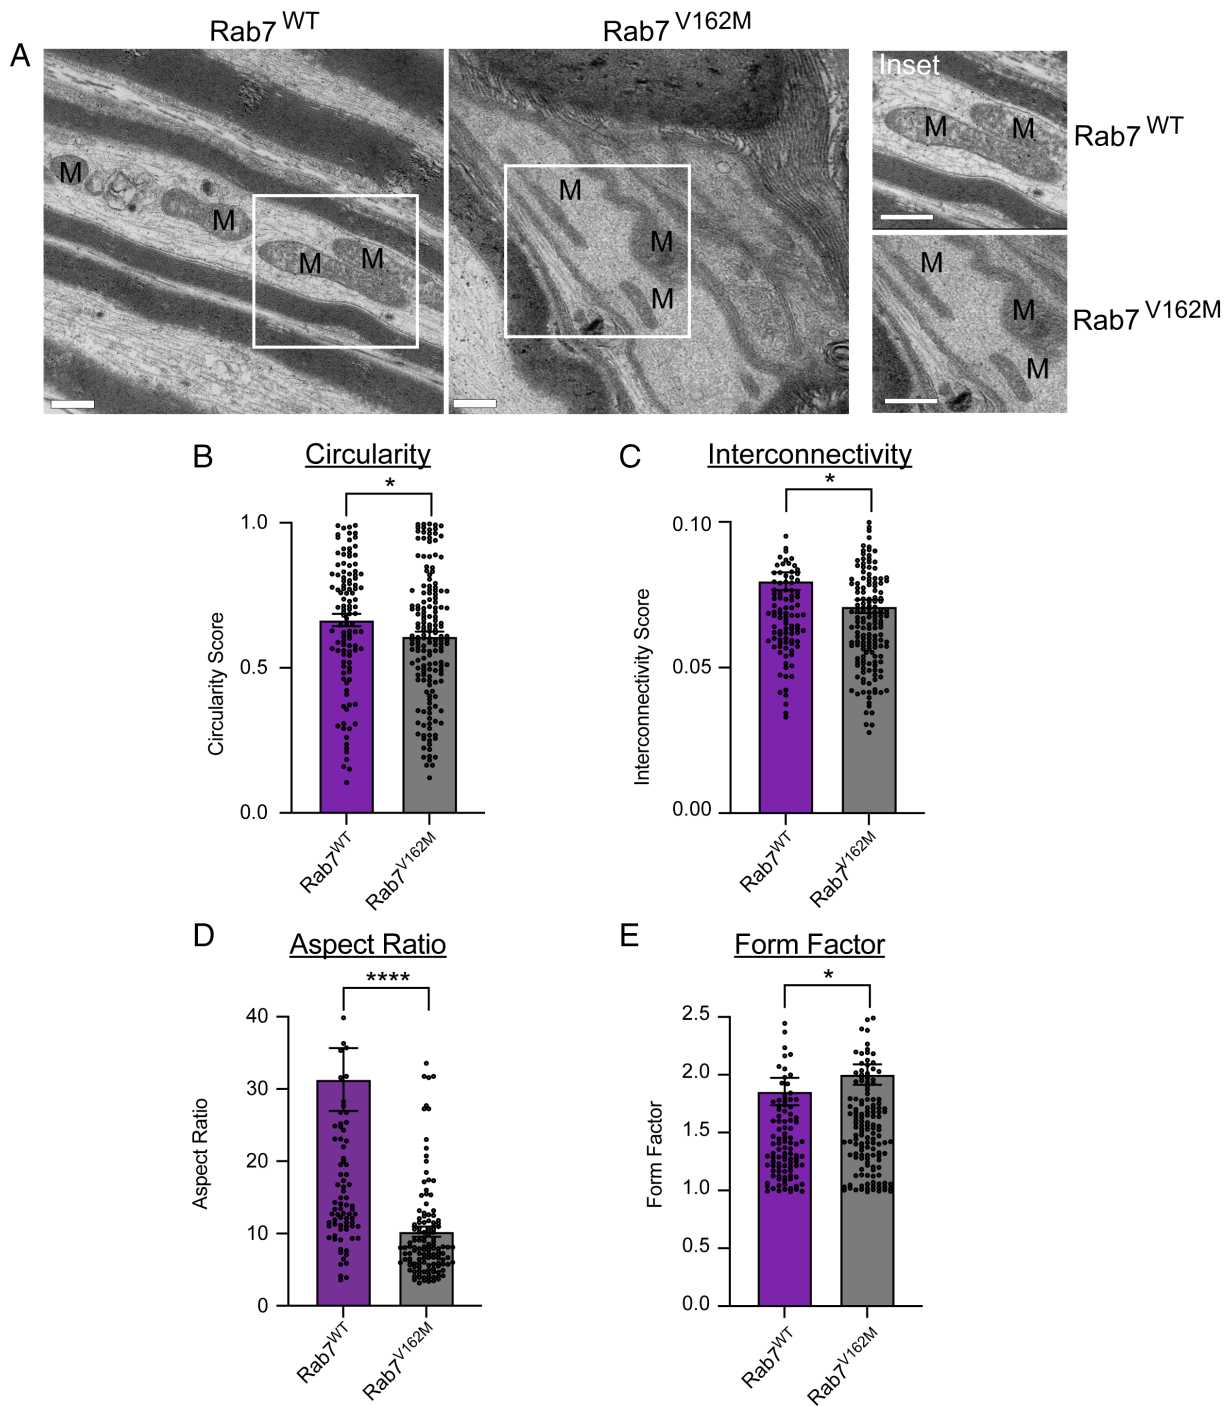 Rab7 WT
Rab7 V162M
A
M
M
M
M
M
M
M
Inset
M
M
Rab7 WT
M
M
M
Rab7 V162M
B
Circularity
*
1.0
0.5
0.0
Circularity Score
Rab7WT
Rab7V162M
C
Interconnectivity
*
0.10
0.05
0.00
Interconnectivity Score
Rab7WT
Rab7V162M
D
Aspect Ratio
****
40
30
20
10
0
Aspect Ratio
Rab7WT
Rab7V162M
E
Form Factor
*
2.5
2.0
1.5
1.0
0.5
0.0
Form Factor
Rab7WT
Rab7V162M